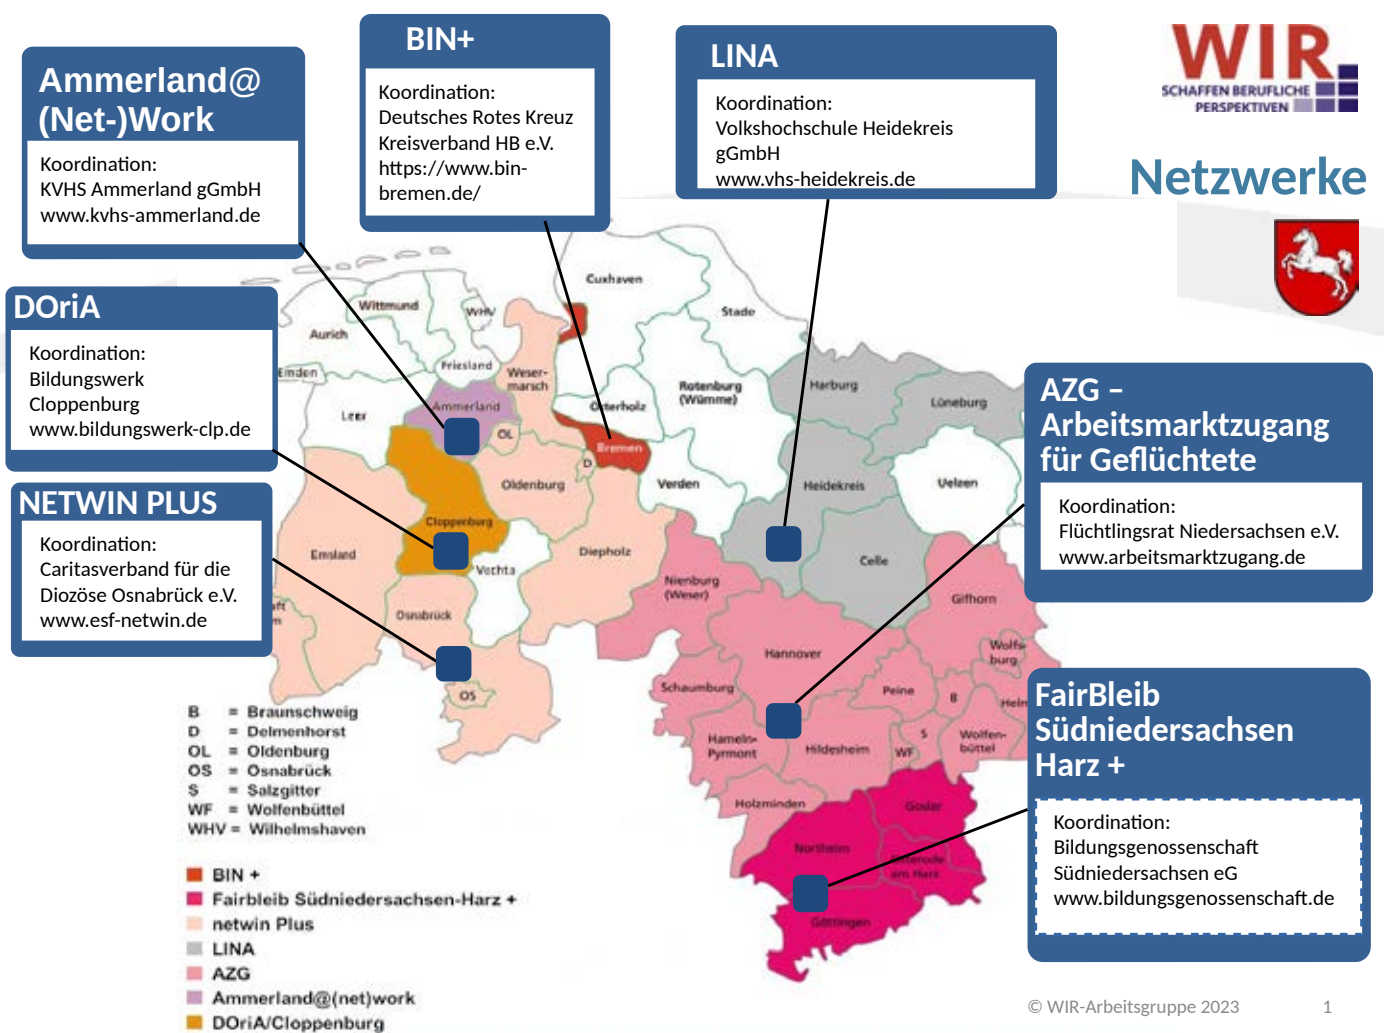 Ammerland@
(Net-)Work
Koordination:
KVHS Ammerland gGmbH
www.kvhs-ammerland.de
BIN+
Koordination:
Deutsches Rotes Kreuz
Kreisverband HB e.V.
https://www.bin-
bremen.de/
LINA
Koordination:
Volkshochschule Heidekreis
gGmbH
www.vhs-heidekreis.de
WIR
SCHAFFEN BERUFLICHE
PERSPEKTIVEN
Netzwerke
DOriA
Koordination:
Bildungswerk
Cloppenburg
www.bildungswerk-clp.de
NETWIN PLUS
Koordination:
Caritasverband für die
Diozöse Osnabrück e.V.
www.esf-netwin.de
AZG –
Arbeitsmarktzugang
für Geflüchtete
Koordination:
Flüchtlingsrat Niedersachsen e.V.
www.arbeitsmarktzugang.de
FairBleib
Südniedersachsen
Harz +
Koordination:
Bildungsgenossenschaft
Südniedersachsen eG
www.bildungsgenossenschaft.de
Cuxhaven
Wittmund
WHV
Stade
Aurich
Emden
Friesland
Weser-
marsch
Rotenburg
(Wümme)
Harburg
Lüneburg
Leer
Ammerland
Osterholz
OL
Bremen
D
Oldenburg
Verden
Heidekreis
Uelzen
Cloppenburg
Emsland
Vechta
Diepholz
Celle
Nienburg
(Weser)
Gifhorn
Osnabrück
Hannover
Wolfs-
burg
OS
Schaumburg
Peine
B
Helm
Hameln-
Pyrmont
Hildesheim
S
WF
Wolfen-
büttel
Holzminden
Goslar
Northeim
Osterode
am Harz
Göttingen
B = Braunschweig
D = Delmenhorst
OL = Oldenburg
OS = Osnabrück
S = Salzgitter
WF = Wolfenbüttel
WHV = Wilhelmshaven
BIN +
Fairbleib Südniedersachsen-Harz +
netwin Plus
LINA
AZG
Ammerland@(net)work
DOriA/Cloppenburg
© WIR-Arbeitsgruppe 2023
1